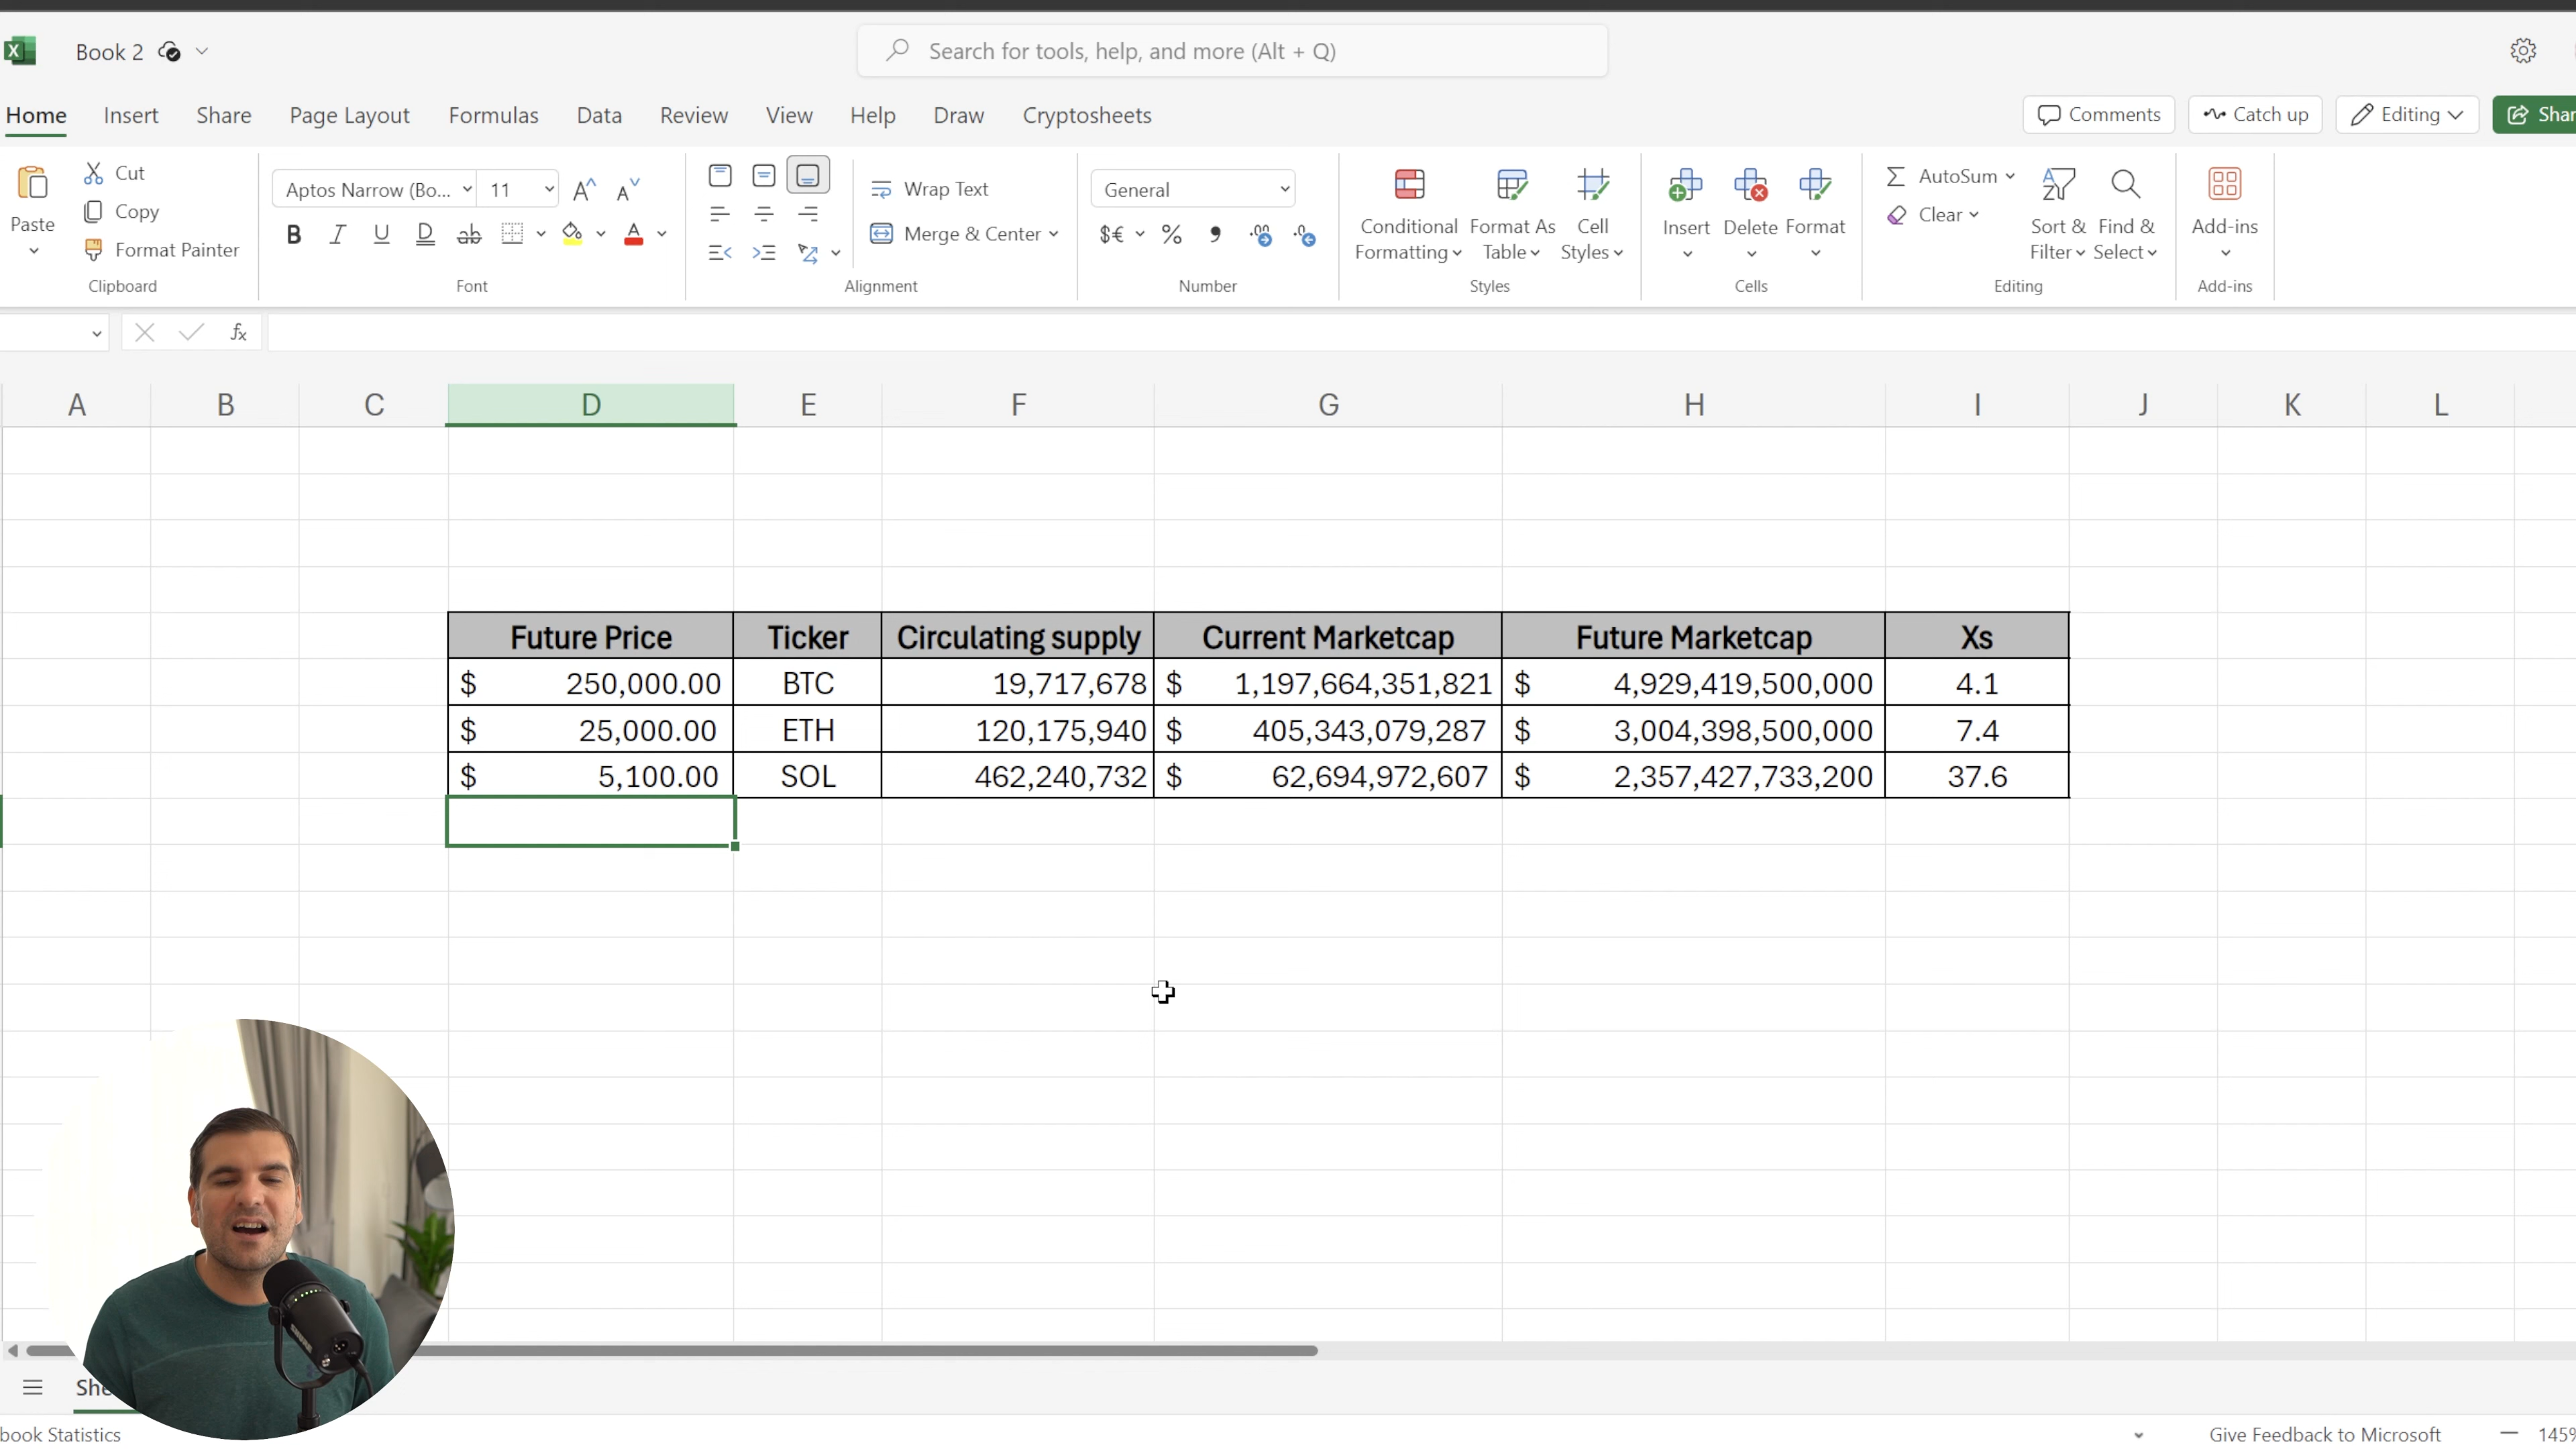 Book 2
Search for tools, help, and more (Alt + Q)
Home Insert Share Page Layout Formulas Data Review View Help Draw Cryptosheets
Comments Catch up Editing
Paste
Cut
Copy
Format Painter
Clipboard
Aptos Narrow (Bo... 11
Font
Wrap Text
Merge & Center
Alignment
General
Number
Conditional Formatting
Format As Table
Cell Styles
Styles
Insert Delete Format
Cells
AutoSum
Clear
Sort & Filter
Find & Select
Editing
Add-ins
Add-ins
A B C D E F G H I J K L
Future Price Ticker Circulating supply Current Marketcap Future Marketcap Xs
$ 250,000.00 BTC 19,717,678 $ 1,197,664,351,821 $ 4,929,419,500,000 4.1
$ 25,000.00 ETH 120,175,940 $ 405,343,079,287 $ 3,004,398,500,000 7.4
$ 5,100.00 SOL 462,240,732 $ 62,694,972,607 $ 2,357,427,733,200 37.6
book Statistics Give Feedback to Microsoft 145%